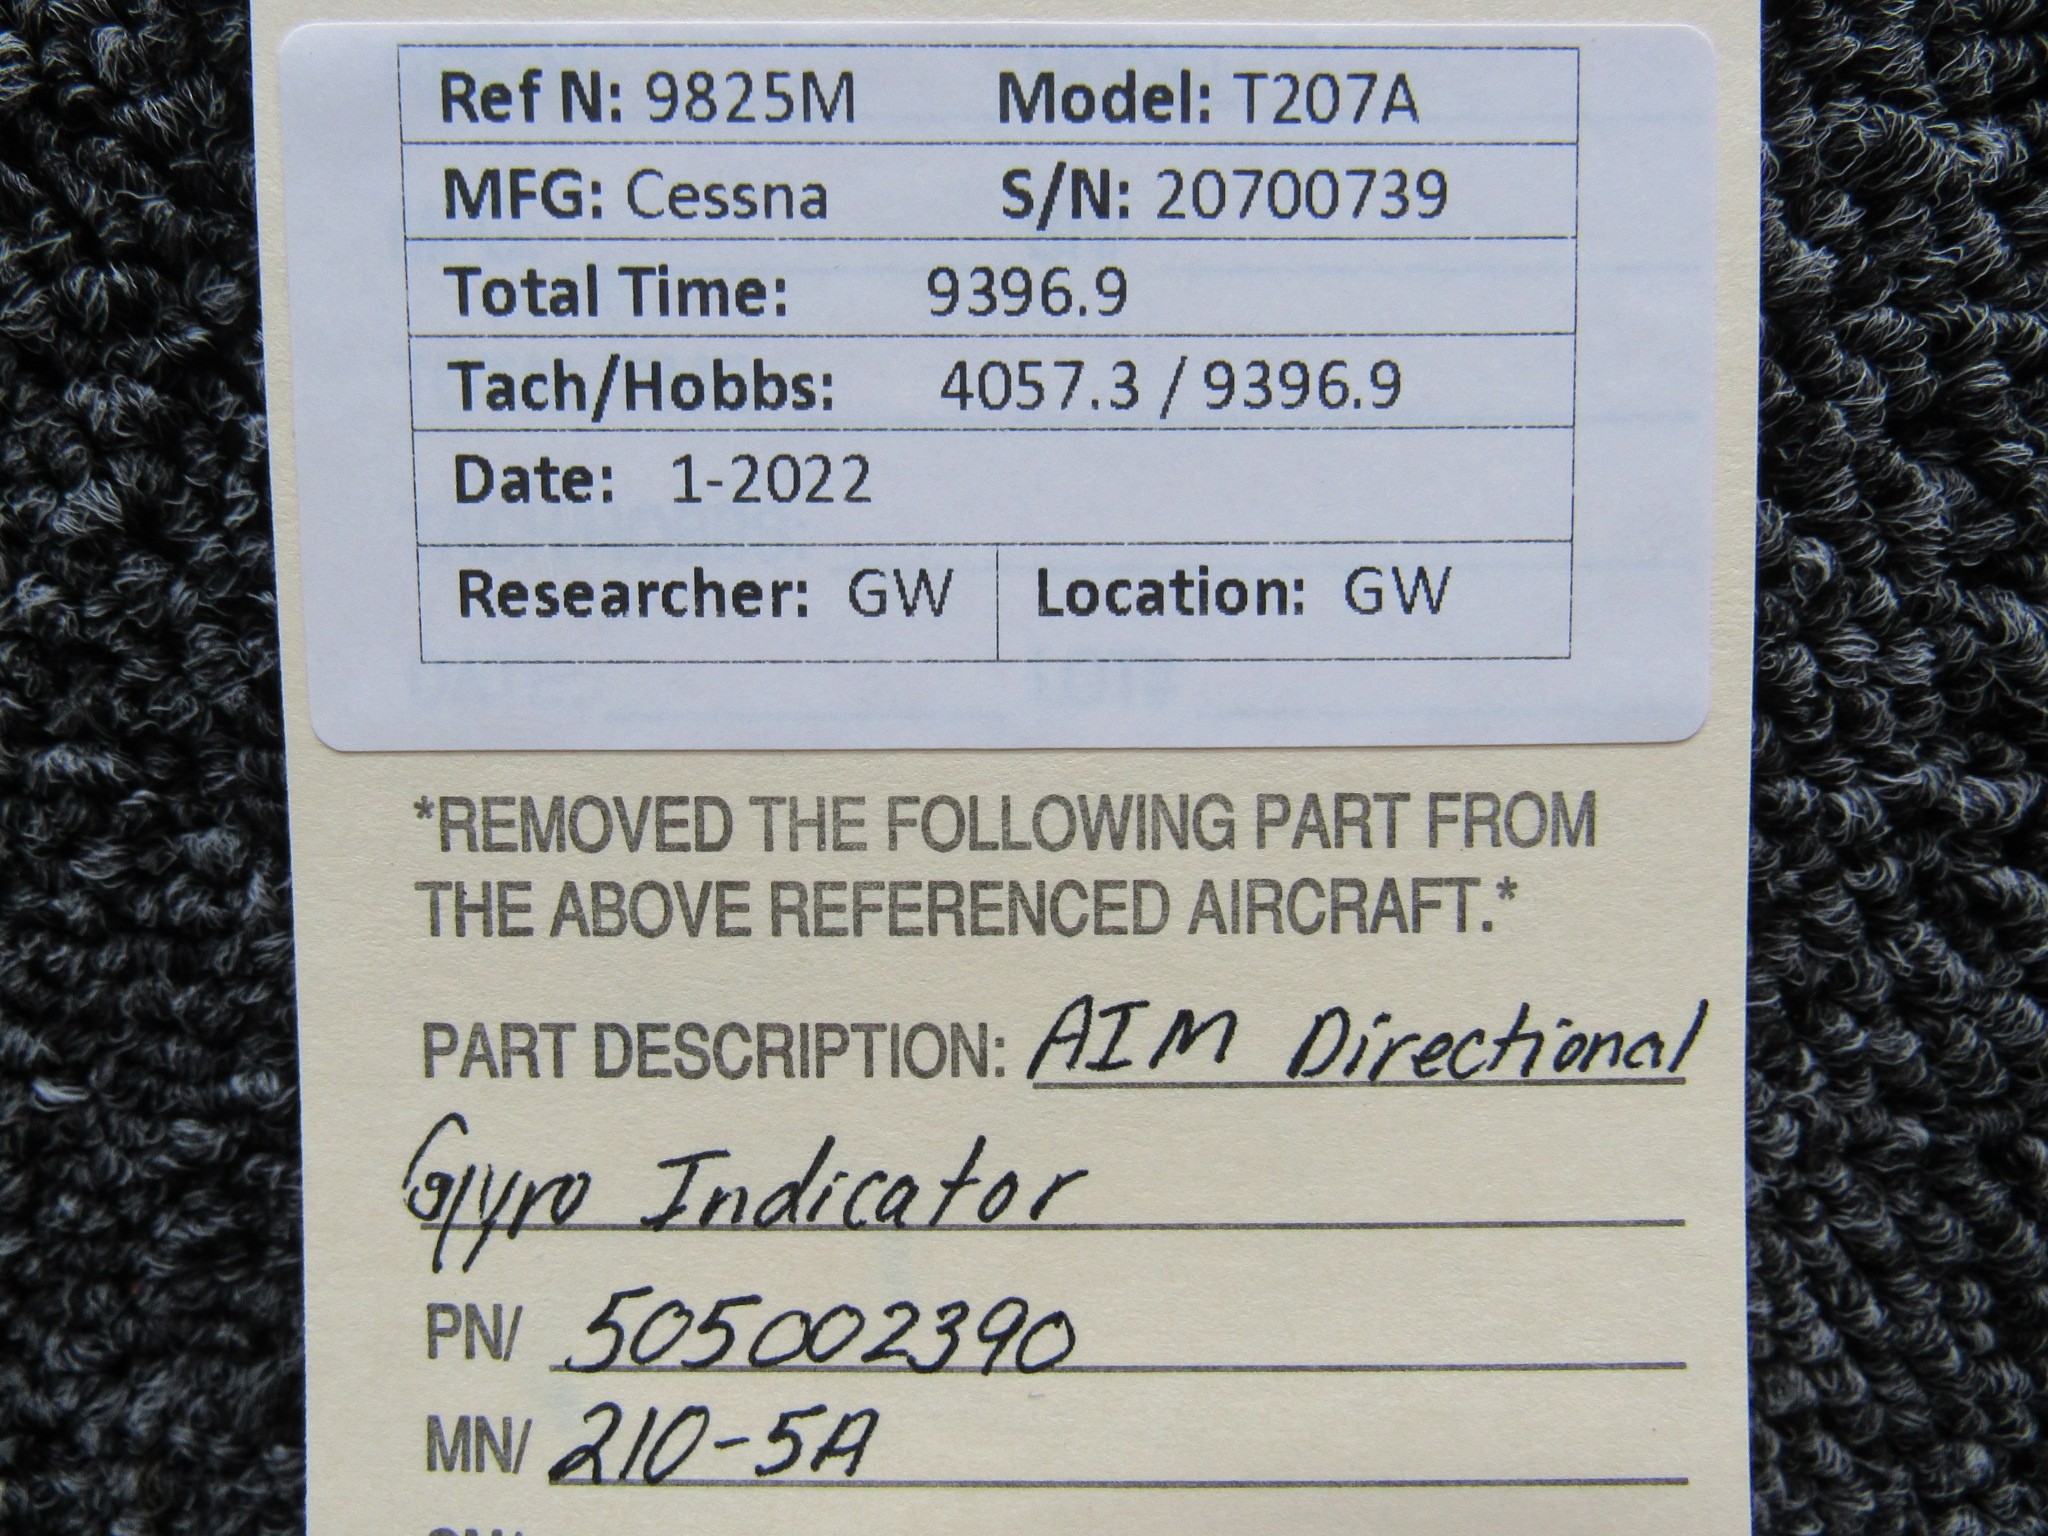 Ref N: 9825M Model: T207A
MFG: Cessna S/N: 20700739
Total Time: 9396.9
Tach/Hobbs: 4057.3 / 9396.9
Date: 1-2022
Researcher: GW Location: GW
*REMOVED THE FOLLOWING PART FROM
THE ABOVE REFERENCED AIRCRAFT.*
PART DESCRIPTION: AIM Directional
Gyro Indicator
PN/ 505002390
MN/ 210-5A